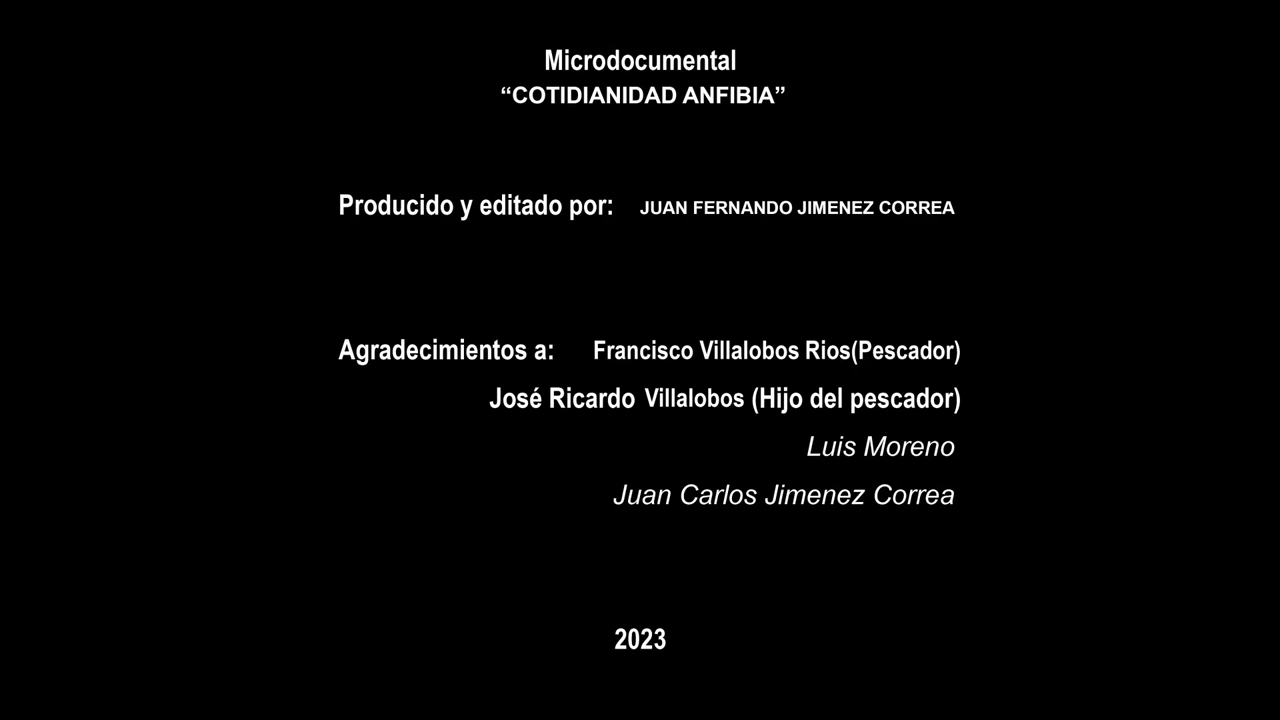 Microdocumental
“COTIDIANIDAD ANFIBIA”
Producido y editado por: JUAN FERNANDO JIMENEZ CORREA
Agradecimientos a: Francisco Villalobos Rios(Pescador)
José Ricardo Villalobos (Hijo del pescador)
Luis Moreno
Juan Carlos Jimenez Correa
2023